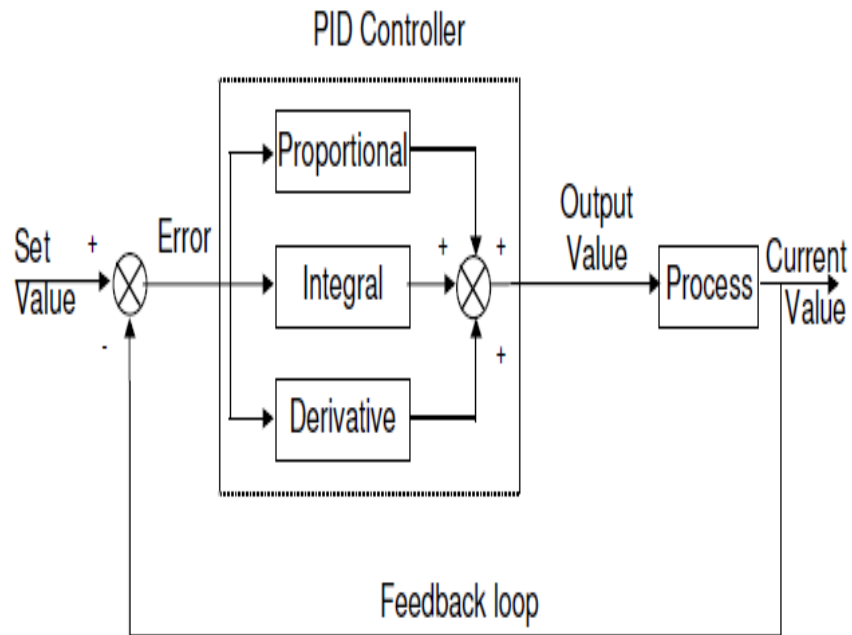 PID Controller
Proportional
Output
Value
Set
Value
+
Error
+
+
Integral
Process
Current
Value
-
+
Derivative
Feedback loop